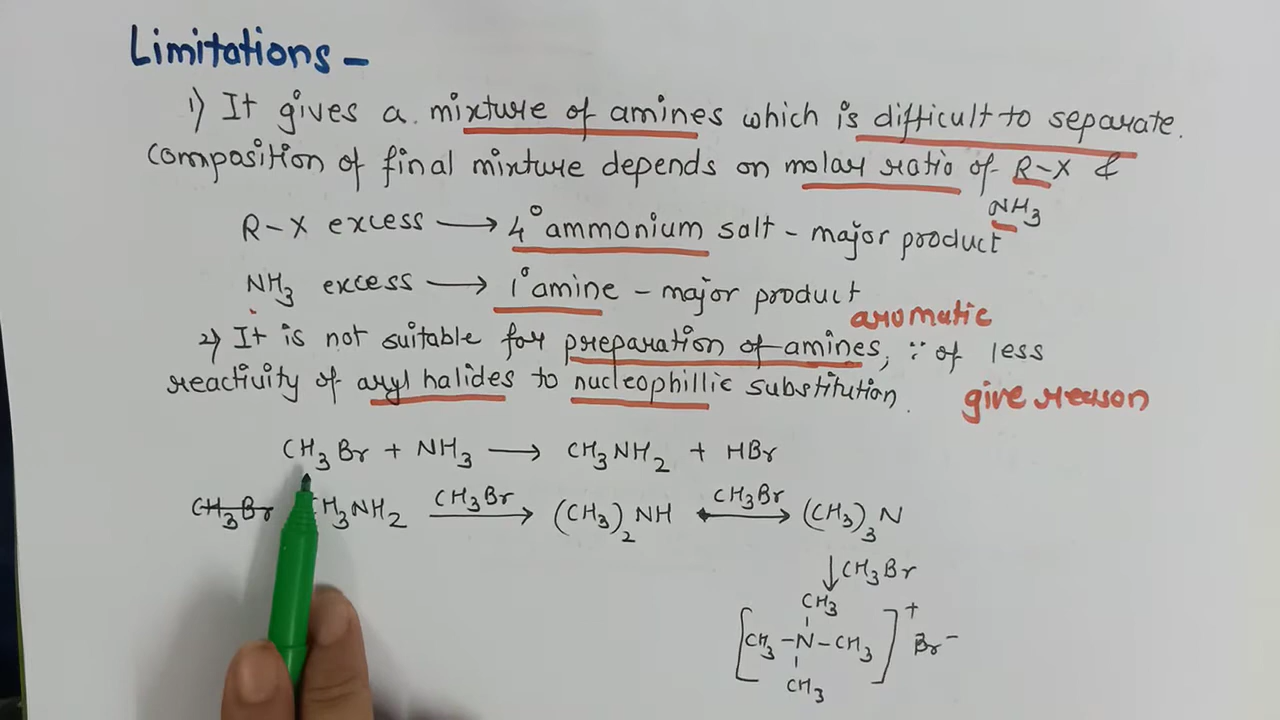 Limitations -
1) It gives a mixture of amines which is difficult to separate.
Composition of final mixture depends on molar ratio of R-X &
NH3
R-X excess ⟶ 4° ammonium salt - major product
NH3 excess ⟶ 1° amine - major product
aromatic
2) It is not suitable for preparation of amines, ∵ of less
reactivity of aryl halides to nucleophillic substitution.
give reason
CH3Br + NH3 ⟶ CH3NH2 + HBr
CH3Br CH3NH2 ⟶ CH3Br (CH3)2NH ⟶ CH3Br (CH3)3N
↓ CH3Br
CH3
[CH3 -N- CH3]+ Br-
CH3